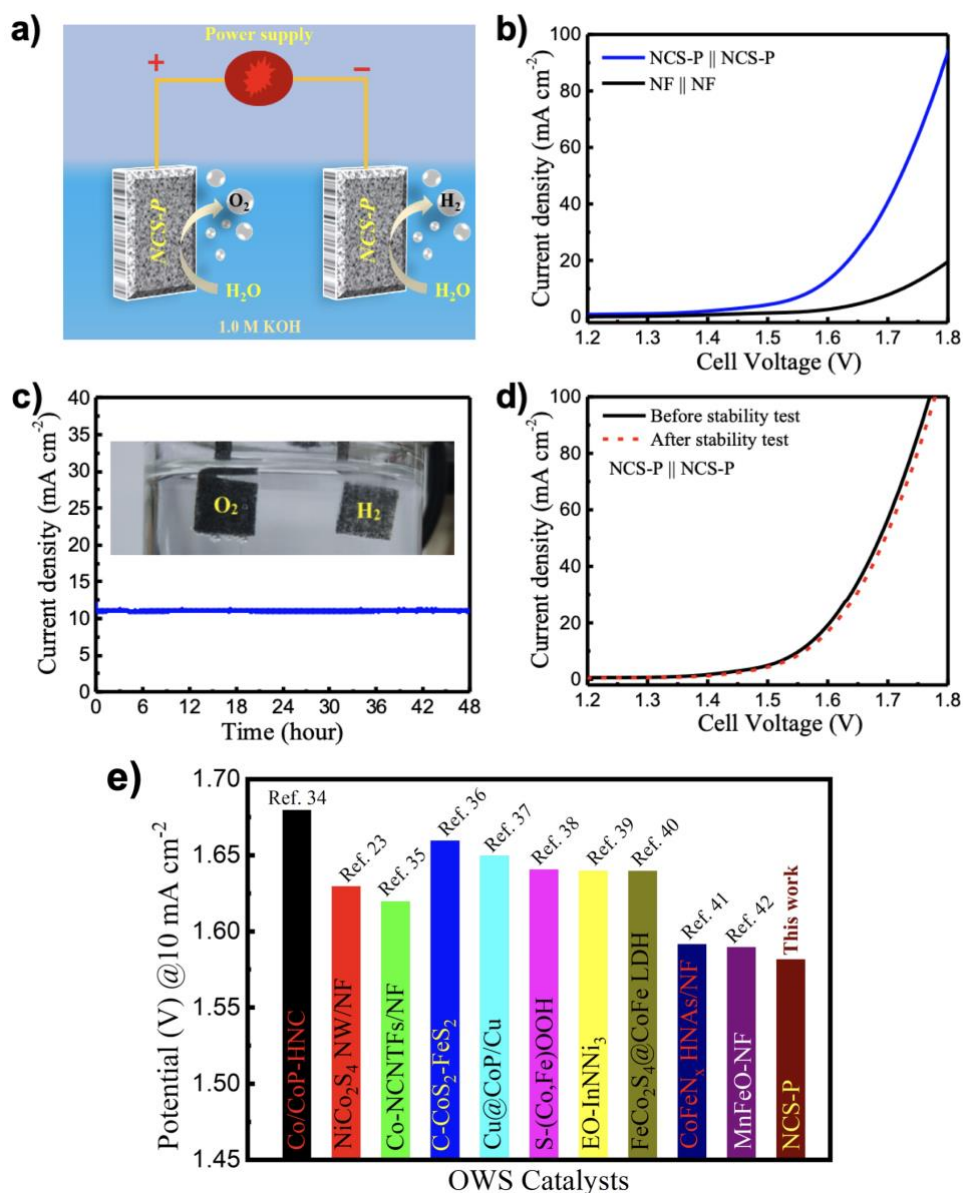 a)
Power supply
+
−
NCS-P
NCS-P
O₂
H₂
H₂O
H₂O
1.0 M KOH
b)
Current density (mA cm⁻²)
100
80
60
40
20
0
NCS-P || NCS-P
NF || NF
1.2 1.3 1.4 1.5 1.6 1.7 1.8
Cell Voltage (V)
c)
Current density (mA cm⁻²)
40
35
30
25
20
15
10
5
0
O₂
H₂
0 6 12 18 24 30 36 42 48
Time (hour)
d)
Current density (mA cm⁻²)
100
80
60
40
20
0
Before stability test
After stability test
NCS-P || NCS-P
1.2 1.3 1.4 1.5 1.6 1.7 1.8
Cell Voltage (V)
e)
Potential (V) @10 mA cm⁻²
1.70
1.65
1.60
1.55
1.50
1.45
Ref. 34
Ref. 23
Ref. 35
Ref. 36
Ref. 37
Ref. 38
Ref. 39
Ref. 40
Ref. 41
Ref. 42
This work
Co/CoP-HNC
NiCo₂S₄ NW/NF
Co-NCNTFs/NF
C-CoS₂-FeS₂
Cu@CoP/Cu
S-(Co,Fe)OOH
EO-InNNi₃
FeCo₂S₄@CoFe LDH
CoFeNₓ HNAs/NF
MnFeO-NF
NCS-P
OWS Catalysts